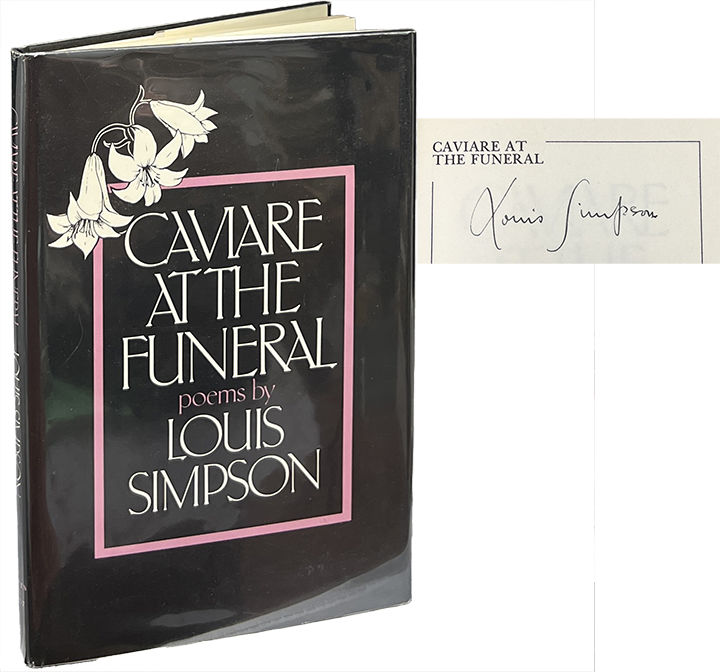 CAVIARE
AT THE
FUNERAL
poems by
LOUIS
SIMPSON
CAVIARE AT THE FUNERAL LOUIS SIMPSON
CAVIARE AT
THE FUNERAL
Louis Simpson